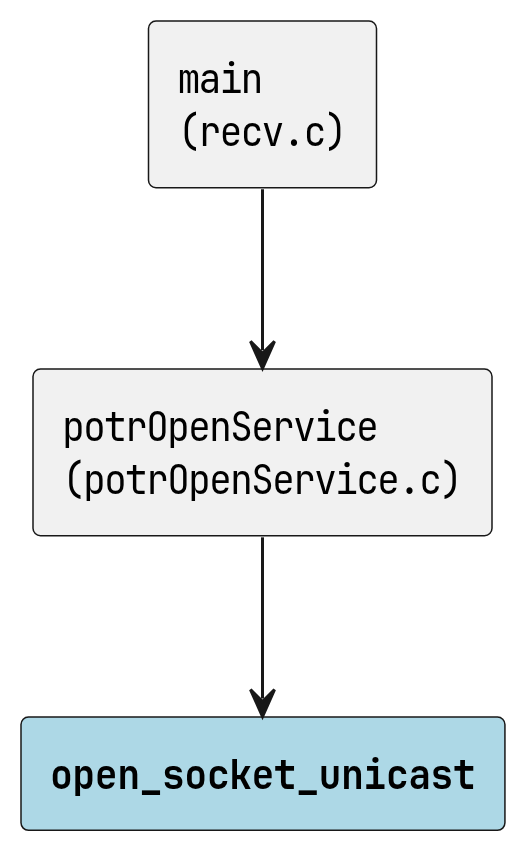 main
(recv.c)
potrOpenService
(potrOpenService.c)
open_socket_unicast